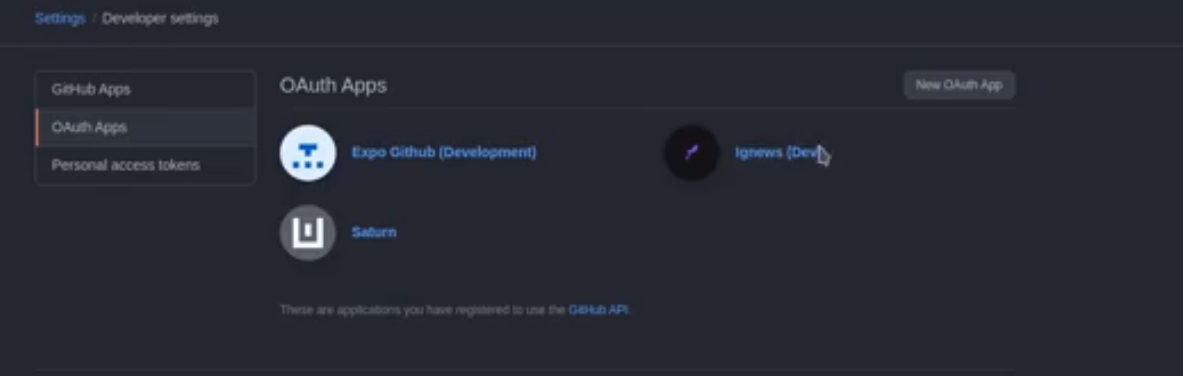 Settings / Developer settings
GitHub Apps
OAuth Apps
Personal access tokens
OAuth Apps
New OAuth App
Expo Github (Development)
Ignews (Dev)
Saturn
These are applications you have registered to use the GitHub API.